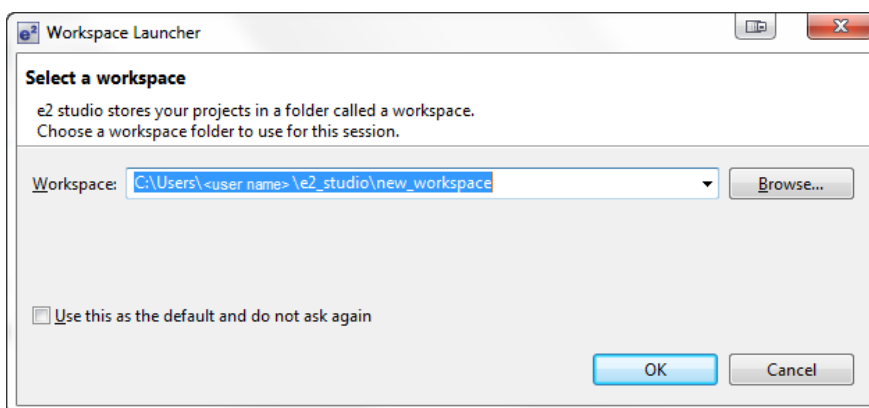 e² Workspace Launcher
Select a workspace
e2 studio stores your projects in a folder called a workspace.
Choose a workspace folder to use for this session.
Workspace: C:\Users\<user name>\e2_studio\new_workspace Browse...
Use this as the default and do not ask again
OK Cancel